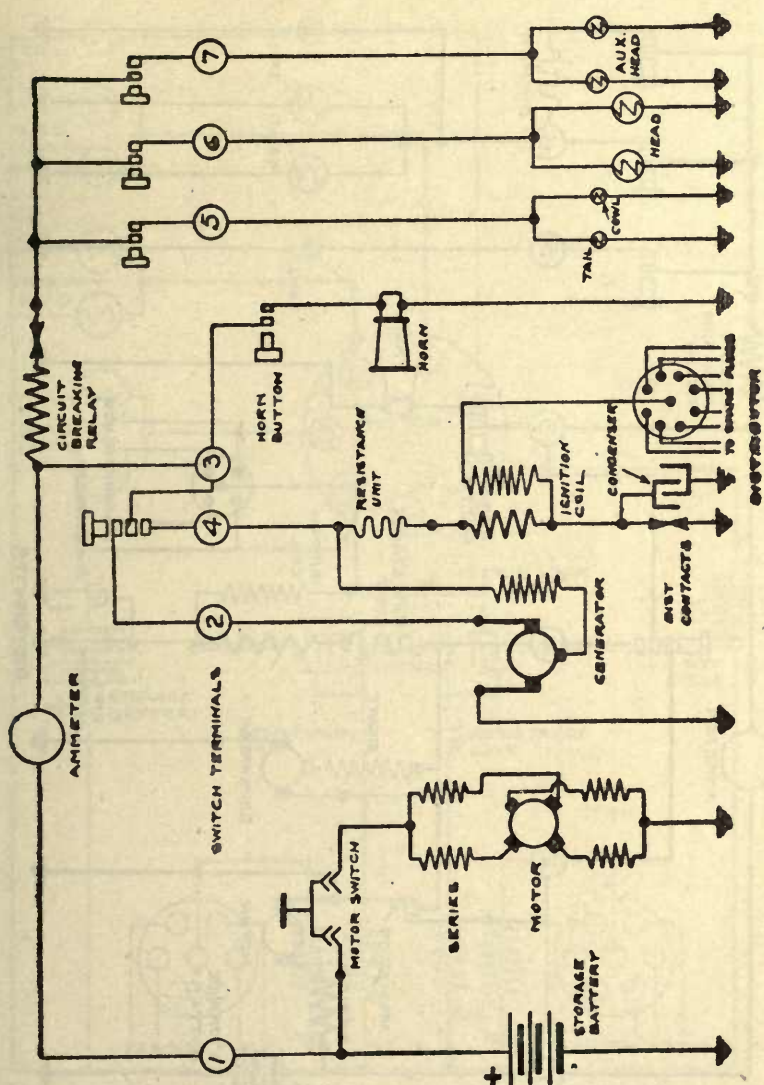 AMMETER
CIRCUIT
BREAKING
RELAY
1
2
4
3
5
6
7
SWITCH TERMINALS
HORN
BUTTON
MOTOR SWITCH
RESISTANCE
UNIT
HORN
TAIL
COWL
HEAD
AUX.
HEAD
SERIES
MOTOR
GENERATOR
IGNITION
COIL
CONDENSER
DIST
CONTACTS
TO SPARK PLUGS
DISTRIBUTOR
+
STORAGE
BATTERY